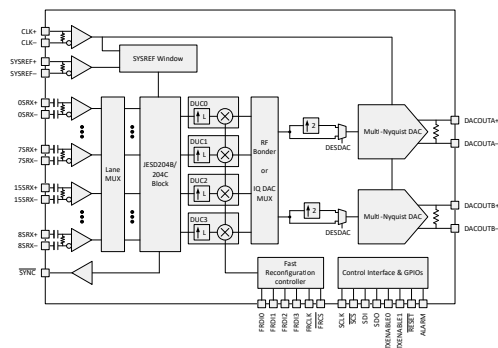 CLK+
CLK−
SYSREF+
SYSREF−
SYSREF Window
0SRX+
0SRX−
7SRX+
7SRX−
15SRX+
15SRX−
8SRX+
8SRX−
SYNC
Lane
MUX
JESD204B/
204C
Block
DUC0
L
DUC1
L
DUC2
L
DUC3
L
RF
Bonder
or
IQ DAC
MUX
2
DESDAC
2
DESDAC
Multi-Nyquist DAC
Multi-Nyquist DAC
DACOUTA+
DACOUTA−
DACOUTB+
DACOUTB−
Fast
Reconfiguration
controller
Control Interface & GPIOs
FRDI0
FRDI1
FRDI2
FRDI3
FRCLK
FRCS
SCLK
SCS
SDI
SDO
TXENABLE0
TXENABLE1
RESET
ALARM